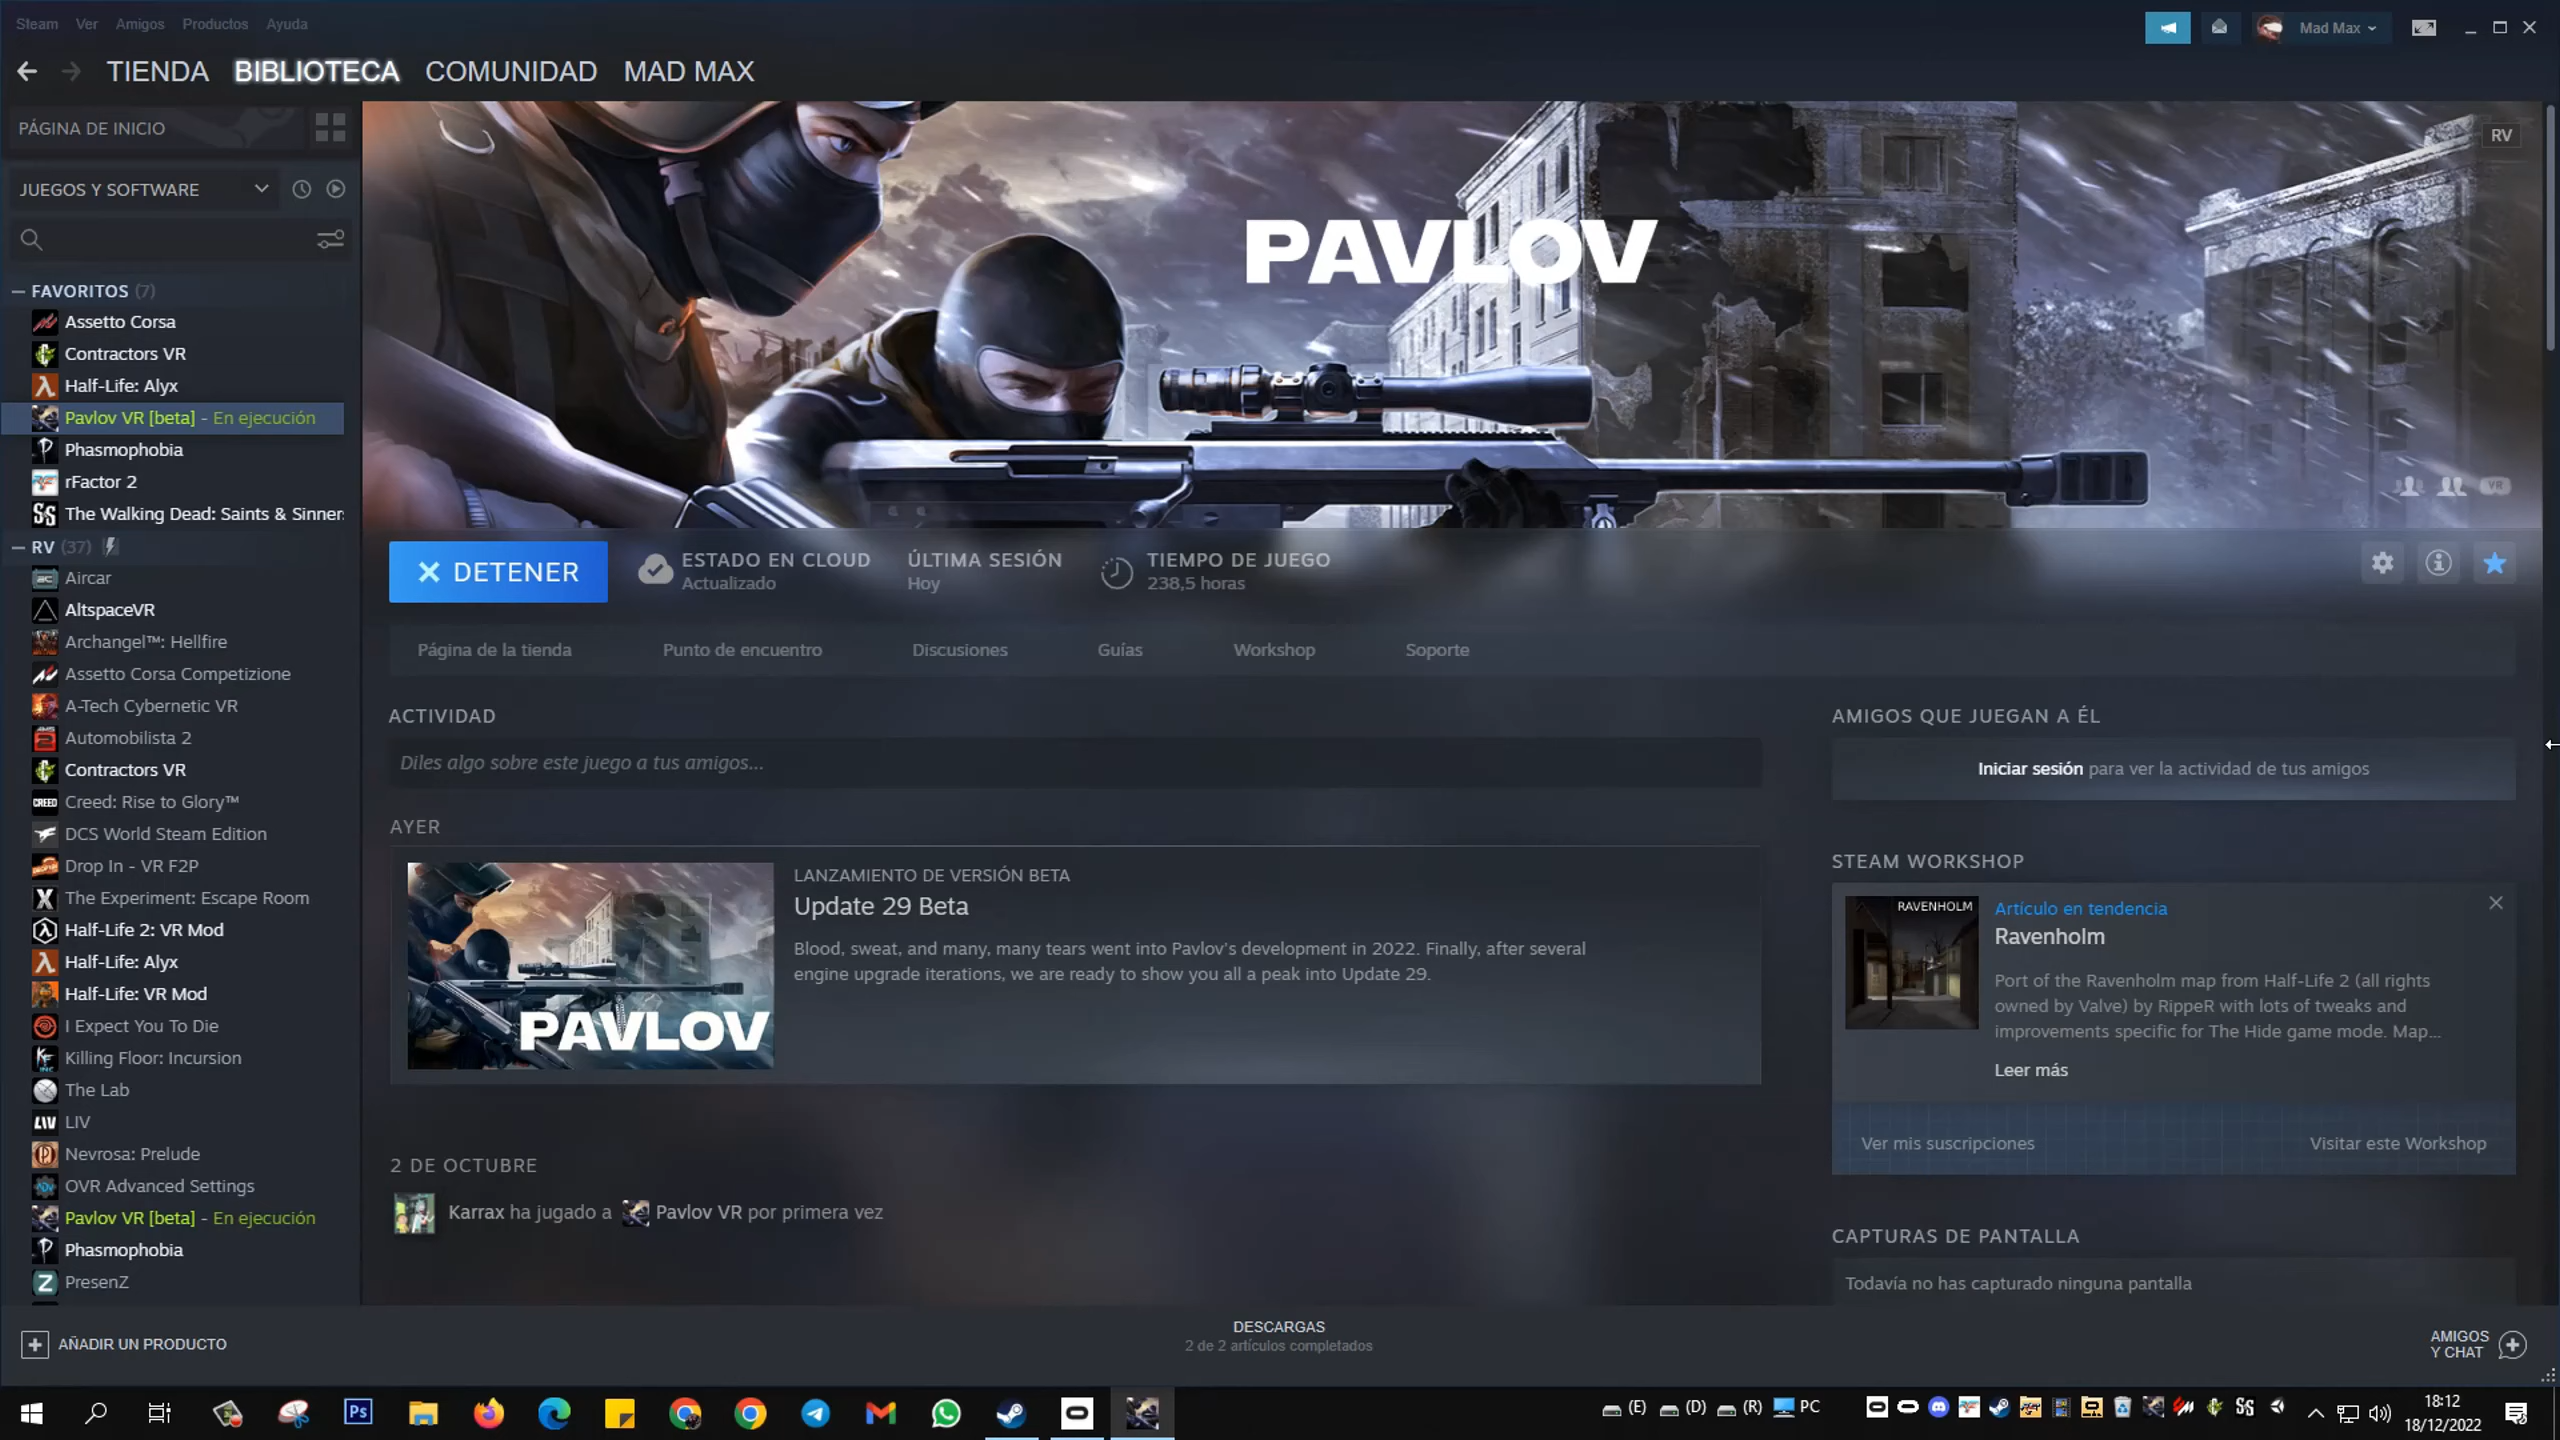 Steam Ver Amigos Productos Ayuda
Mad Max
TIENDA BIBLIOTECA COMUNIDAD MAD MAX
PÁGINA DE INICIO
JUEGOS Y SOFTWARE
FAVORITOS (7)
Assetto Corsa
Contractors VR
Half-Life: Alyx
Pavlov VR [beta] - En ejecución
Phasmophobia
rFactor 2
The Walking Dead: Saints & Sinner
RV (37)
Aircar
AltspaceVR
Archangel™: Hellfire
Assetto Corsa Competizione
A-Tech Cybernetic VR
Automobilista 2
Contractors VR
Creed: Rise to Glory™
DCS World Steam Edition
Drop In - VR F2P
The Experiment: Escape Room
Half-Life 2: VR Mod
Half-Life: Alyx
Half-Life: VR Mod
I Expect You To Die
Killing Floor: Incursion
The Lab
LIV
Nevrosa: Prelude
OVR Advanced Settings
Pavlov VR [beta] - En ejecución
Phasmophobia
PresenZ
RV
PAVLOV
VR
DETENER
ESTADO EN CLOUD
Actualizado
ÚLTIMA SESIÓN
Hoy
TIEMPO DE JUEGO
238,5 horas
Página de la tienda Punto de encuentro Discusiones Guías Workshop Soporte
ACTIVIDAD
Diles algo sobre este juego a tus amigos...
AYER
PAVLOV
LANZAMIENTO DE VERSIÓN BETA
Update 29 Beta
Blood, sweat, and many, many tears went into Pavlov's development in 2022. Finally, after several
engine upgrade iterations, we are ready to show you all a peak into Update 29.
2 DE OCTUBRE
Karrax ha jugado a Pavlov VR por primera vez
AMIGOS QUE JUEGAN A ÉL
Iniciar sesión para ver la actividad de tus amigos
STEAM WORKSHOP
RAVENHOLM
Artículo en tendencia
Ravenholm
Port of the Ravenholm map from Half-Life 2 (all rights
owned by Valve) by RippeR with lots of tweaks and
improvements specific for The Hide game mode. Map...
Leer más
Ver mis suscripciones Visitar este Workshop
CAPTURAS DE PANTALLA
Todavía no has capturado ninguna pantalla
AÑADIR UN PRODUCTO
DESCARGAS
2 de 2 artículos completados
AMIGOS
Y CHAT
Ps
(E) (D) (R) PC
18:12
18/12/2022